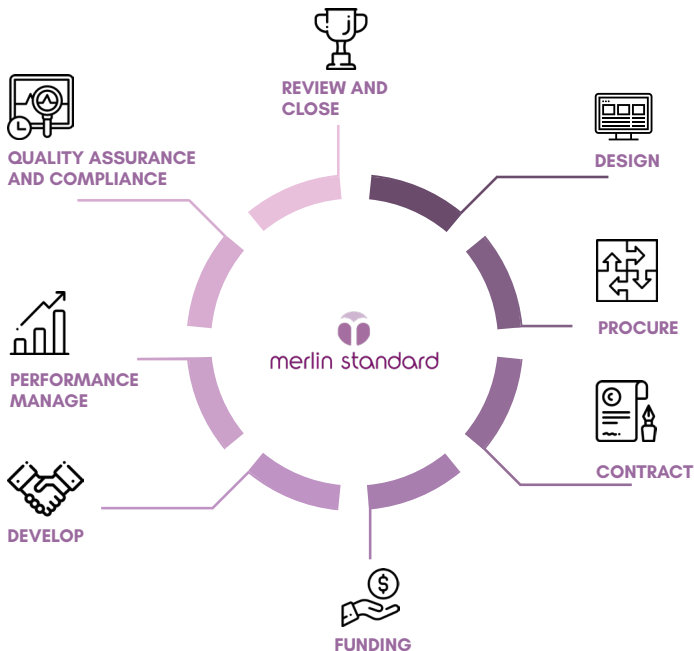 REVIEW AND
CLOSE
DESIGN
PROCURE
CONTRACT
FUNDING
DEVELOP
PERFORMANCE
MANAGE
QUALITY ASSURANCE
AND COMPLIANCE
merlin standard